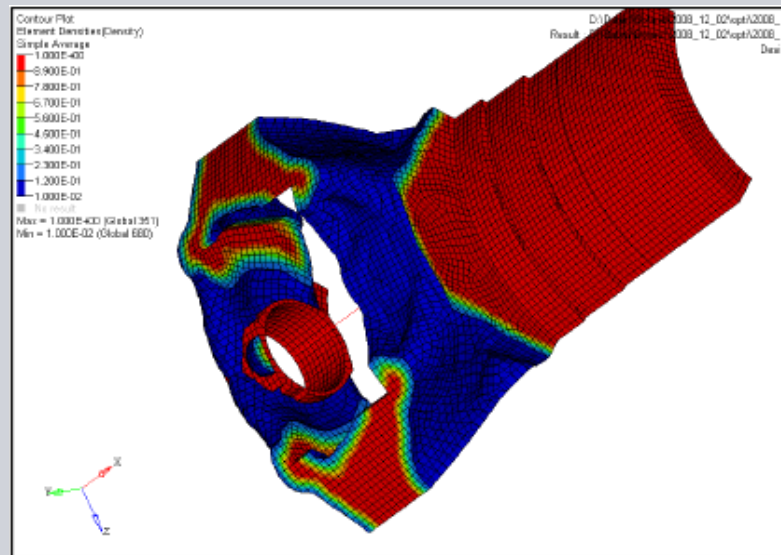 Contour Plot
Element Densities(Density)
Simple Average
1.000E+00
8.900E-01
7.800E-01
6.700E-01
5.600E-01
4.500E-01
3.400E-01
2.300E-01
1.200E-01
1.000E-02
No result
Max = 1.000E+00 (Global 351)
Min = 1.000E-02 (Global 680)
Result
Desi
X
Y
Z